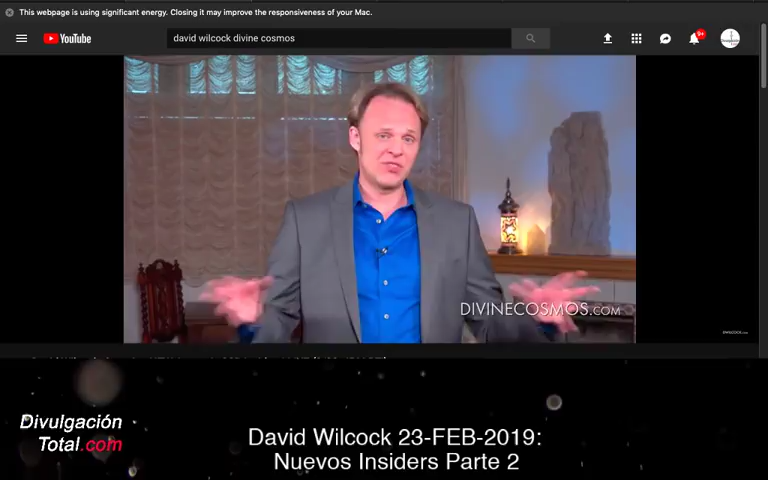 This webpage is using significant energy. Closing it may improve the responsiveness of your Mac.
YouTube
david wilcock divine cosmos
9+
DIVINECOSMOS.COM
Divulgación
Total.com
David Wilcock 23-FEB-2019:
Nuevos Insiders Parte 2